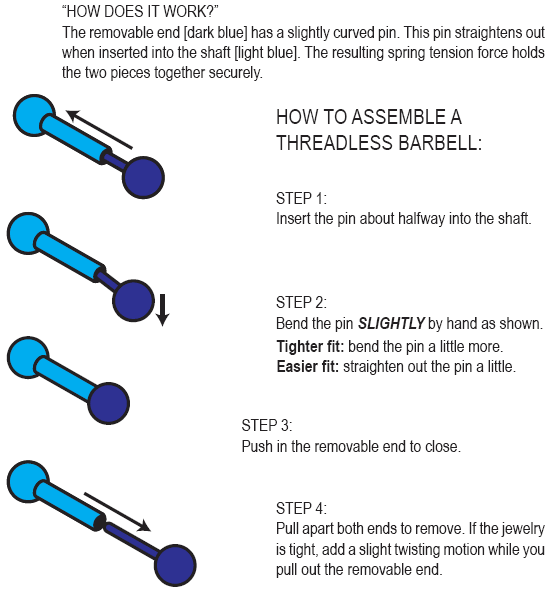 “HOW DOES IT WORK?”
The removable end [dark blue] has a slightly curved pin. This pin straightens out
when inserted into the shaft [light blue]. The resulting spring tension force holds
the two pieces together securely.
HOW TO ASSEMBLE A
THREADLESS BARBELL:
STEP 1:
Insert the pin about halfway into the shaft.
STEP 2:
Bend the pin SLIGHTLY by hand as shown.
Tighter fit: bend the pin a little more.
Easier fit: straighten out the pin a little.
STEP 3:
Push in the removable end to close.
STEP 4:
Pull apart both ends to remove. If the jewelry
is tight, add a slight twisting motion while you
pull out the removable end.